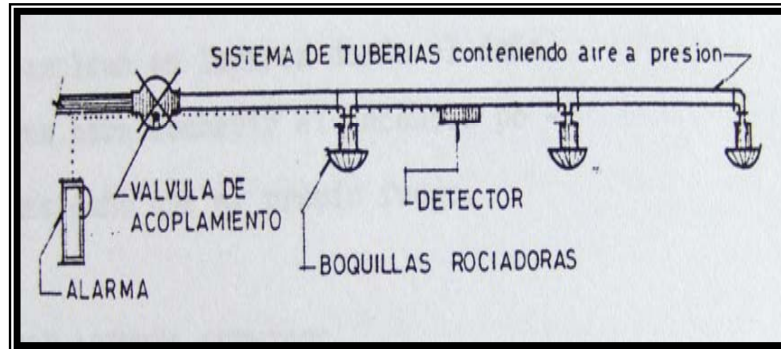 SISTEMA DE TUBERIAS conteniendo aire a presion
VALVULA DE
ACOPLAMIENTO
DETECTOR
BOQUILLAS ROCIADORAS
ALARMA